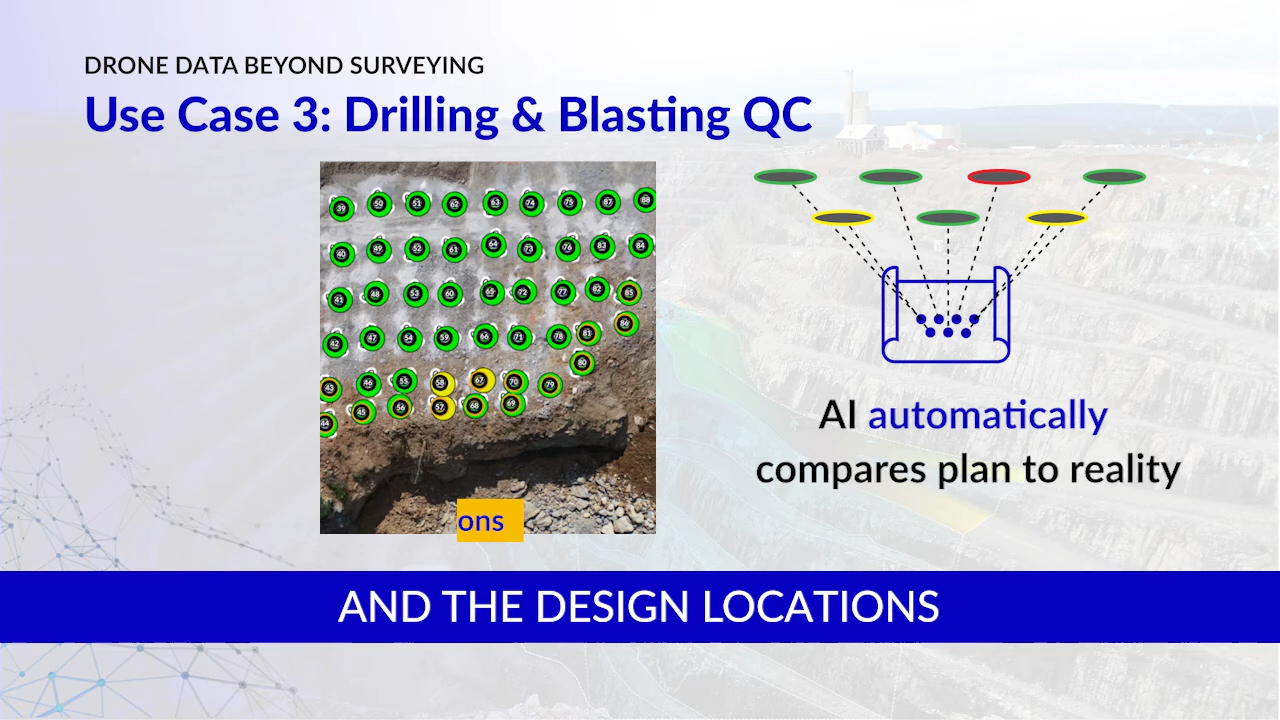 DRONE DATA BEYOND SURVEYING
Use Case 3: Drilling & Blasting QC
39 50 51 62 63 74 75 87 88
40 49 52 61 64 73 76 83 84
41 48 53 60 65 72 77 82 85
42 47 54 59 66 71 78 81 86
43 46 55 58 67 70 79 80
44 45 56 57 68 69
ons
AI automatically
compares plan to reality
AND THE DESIGN LOCATIONS